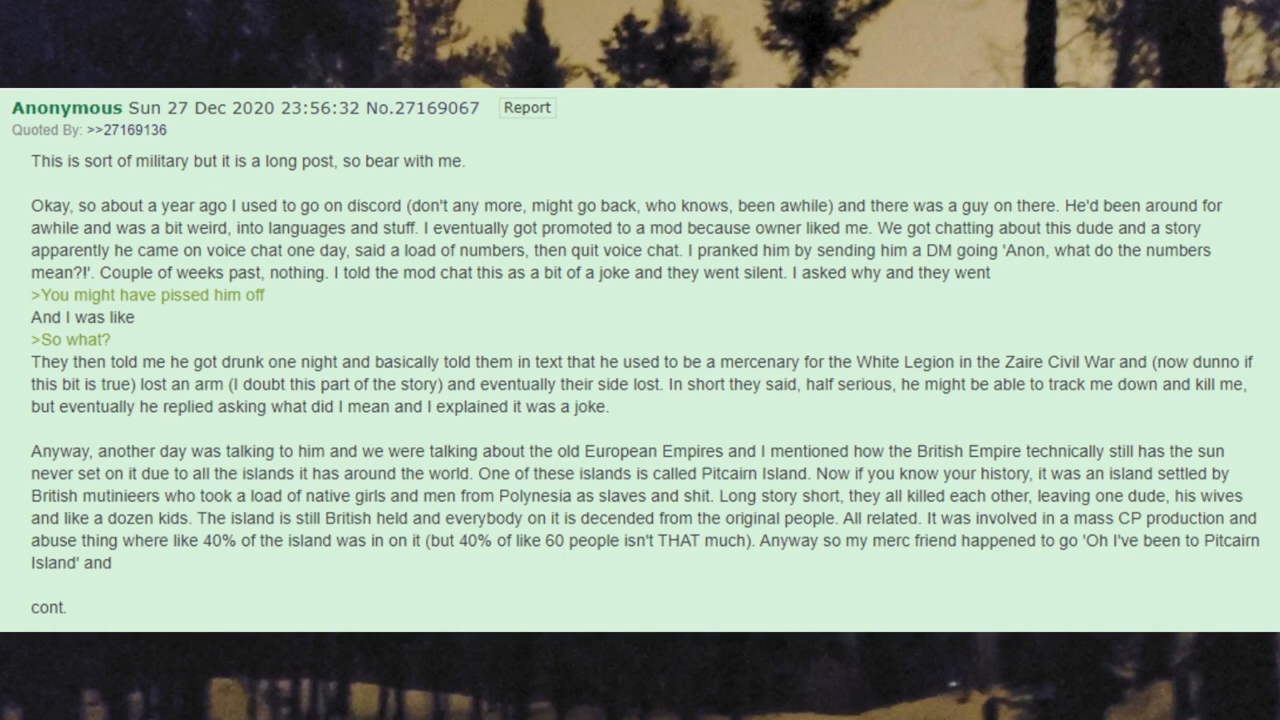 Anonymous Sun 27 Dec 2020 23:56:32 No.27169067 Report
Quoted By: >>27169136
This is sort of military but it is a long post, so bear with me.
Okay, so about a year ago I used to go on discord (don't any more, might go back, who knows, been awhile) and there was a guy on there. He'd been around for
awhile and was a bit weird, into languages and stuff. I eventually got promoted to a mod because owner liked me. We got chatting about this dude and a story
apparently he came on voice chat one day, said a load of numbers, then quit voice chat. I pranked him by sending him a DM going 'Anon, what do the numbers
mean?!'. Couple of weeks past, nothing. I told the mod chat this as a bit of a joke and they went silent. I asked why and they went
>You might have pissed him off
And I was like
>So what?
They then told me he got drunk one night and basically told them in text that he used to be a mercenary for the White Legion in the Zaire Civil War and (now dunno if
this bit is true) lost an arm (I doubt this part of the story) and eventually their side lost. In short they said, half serious, he might be able to track me down and kill me,
but eventually he replied asking what did I mean and I explained it was a joke.
Anyway, another day was talking to him and we were talking about the old European Empires and I mentioned how the British Empire technically still has the sun
never set on it due to all the islands it has around the world. One of these islands is called Pitcairn Island. Now if you know your history, it was an island settled by
British mutinieers who took a load of native girls and men from Polynesia as slaves and shit. Long story short, they all killed each other, leaving one dude, his wives
and like a dozen kids. The island is still British held and everybody on it is decended from the original people. All related. It was involved in a mass CP production and
abuse thing where like 40% of the island was in on it (but 40% of like 60 people isn't THAT much). Anyway so my merc friend happened to go 'Oh I've been to Pitcairn
Island' and
cont.